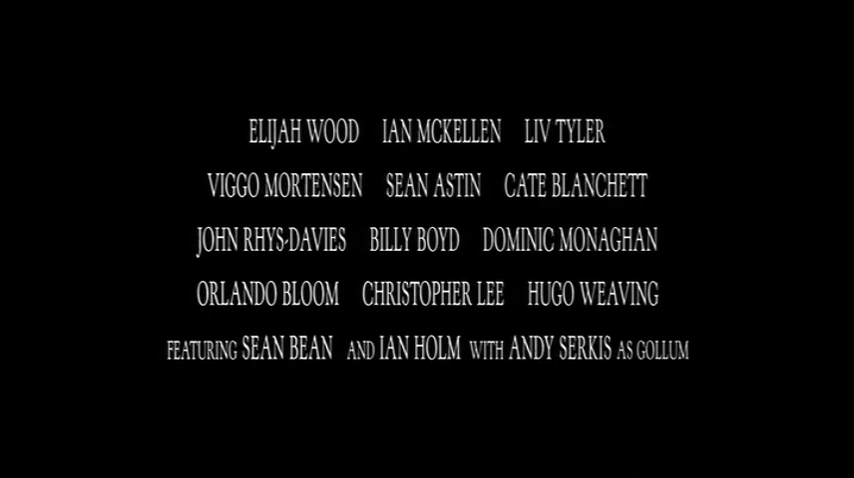 ELIJAH WOOD IAN MCKELLEN LIV TYLER
VIGGO MORTENSEN SEAN ASTIN CATE BLANCHETT
JOHN RHYS-DAVIES BILLY BOYD DOMINIC MONAGHAN
ORLANDO BLOOM CHRISTOPHER LEE HUGO WEAVING
FEATURING SEAN BEAN AND IAN HOLM WITH ANDY SERKIS AS GOLLUM